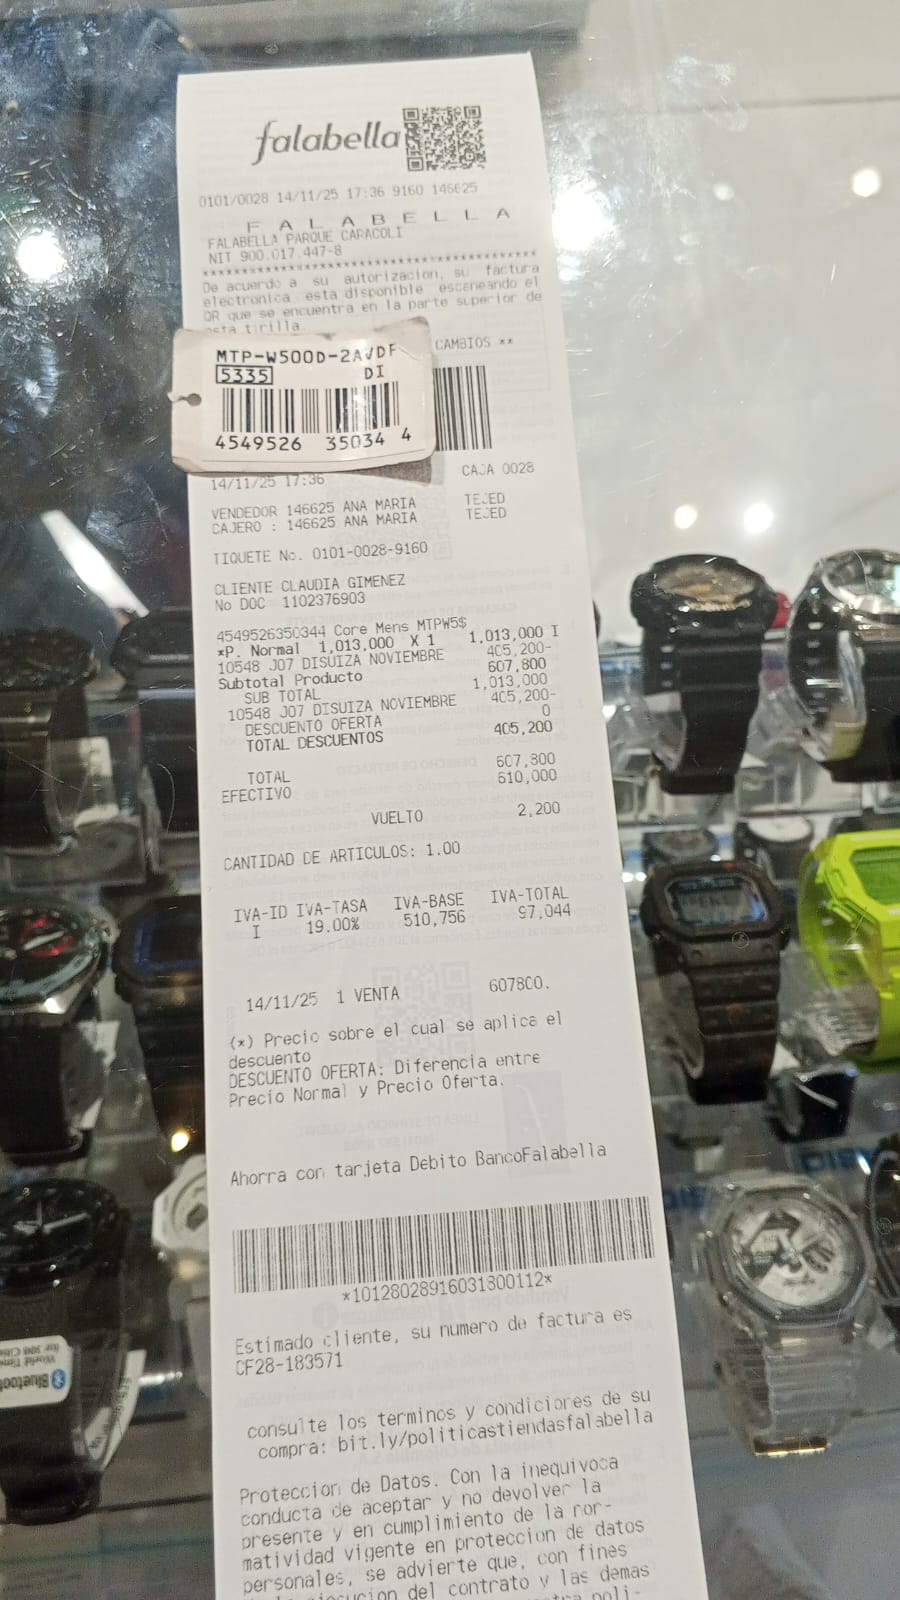 falabella
0101/0028 14/11/25 17:36 9160 146625
F A L A B E L L A
FALABELLA PARQUE CARACOLI
NIT 900.017.447-8
De acuerdo a su autorizacion, su factura
electronica esta disponible escaneando el
QR que se encuentra en la parte superior de
esta tirilla.
CAMBIOS **
MTP-W500D-2AVDF
5335 DI
4549526 35034 4
14/11/25 17:36 CAJA 0028
VENDEDOR 146625 ANA MARIA TEJED
CAJERO : 146625 ANA MARIA TEJED
TIQUETE No. 0101-0028-9160
CLIENTE CLAUDIA GIMENEZ
No DOC 1102376903
4549526350344 Core Mens MTPW5$
*P. Normal 1,013,000 X 1 1,013,000 I
10548 J07 DISUIZA NOVIEMBRE 405,200-
Subtotal Producto 607,800
SUB TOTAL 1,013,000
10548 J07 DISUIZA NOVIEMBRE 405,200-
DESCUENTO OFERTA 0
TOTAL DESCUENTOS 405,200
TOTAL 607,800
EFECTIVO 610,000
VUELTO 2,200
CANTIDAD DE ARTICULOS: 1.00
IVA-ID IVA-TASA IVA-BASE IVA-TOTAL
I 19.00% 510,756 97,044
14/11/25 1 VENTA 607800.
(*) Precio sobre el cual se aplica el
descuento
DESCUENTO OFERTA: Diferencia entre
Precio Normal y Precio Oferta.
Ahorra con tarjeta Debito BancoFalabella
*10128028916031300112*
Estimado cliente, su numero de factura es
CF28-183571
consulte los terminos y condiciones de su
compra: bit.ly/politicastiendasfalabella
Proteccion de Datos. Con la inequivoca
conducta de aceptar y no devolver la
presente y en cumplimiento de la nor-
matividad vigente en proteccion de datos
personales, se advierte que, con fines
ejecucion del contrato y las demas
Bluetooth